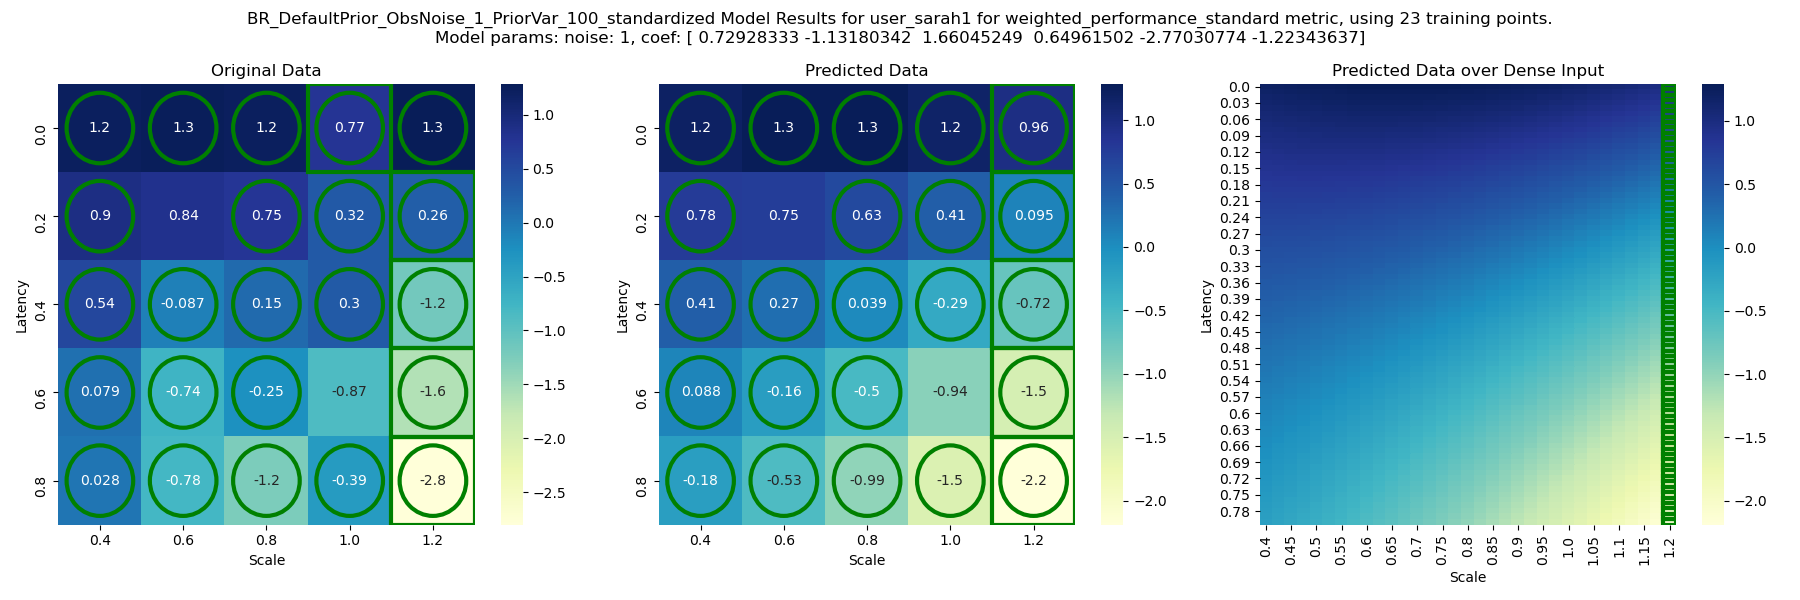 BR_DefaultPrior_ObsNoise_1_PriorVar_100_standardized Model Results for user_sarah1 for weighted_performance_standard metric, using 23 training points.
Model params: noise: 1, coef: [ 0.72928333 -1.13180342  1.66045249  0.64961502 -2.77030774 -1.22343637]
Original Data
Latency
0.0 1.2 1.3 1.2 0.77 1.3
0.2 0.9 0.84 0.75 0.32 0.26
0.4 0.54 -0.087 0.15 0.3 -1.2
0.6 0.079 -0.74 -0.25 -0.87 -1.6
0.8 0.028 -0.78 -1.2 -0.39 -2.8
0.4 0.6 0.8 1.0 1.2
Scale
1.0
0.5
0.0
−0.5
−1.0
−1.5
−2.0
−2.5
Predicted Data
Latency
0.0 1.2 1.3 1.3 1.2 0.96
0.2 0.78 0.75 0.63 0.41 0.095
0.4 0.41 0.27 0.039 -0.29 -0.72
0.6 0.088 -0.16 -0.5 -0.94 -1.5
0.8 -0.18 -0.53 -0.99 -1.5 -2.2
0.4 0.6 0.8 1.0 1.2
Scale
1.0
0.5
0.0
−0.5
−1.0
−1.5
−2.0
Predicted Data over Dense Input
Latency
0.0
0.03
0.06
0.09
0.12
0.15
0.18
0.21
0.24
0.27
0.3
0.33
0.36
0.39
0.42
0.45
0.48
0.51
0.54
0.57
0.6
0.63
0.66
0.69
0.72
0.75
0.78
0.4 0.45 0.5 0.55 0.6 0.65 0.7 0.75 0.8 0.85 0.9 0.95 1.0 1.05 1.1 1.15 1.2
Scale
1.0
0.5
0.0
−0.5
−1.0
−1.5
−2.0